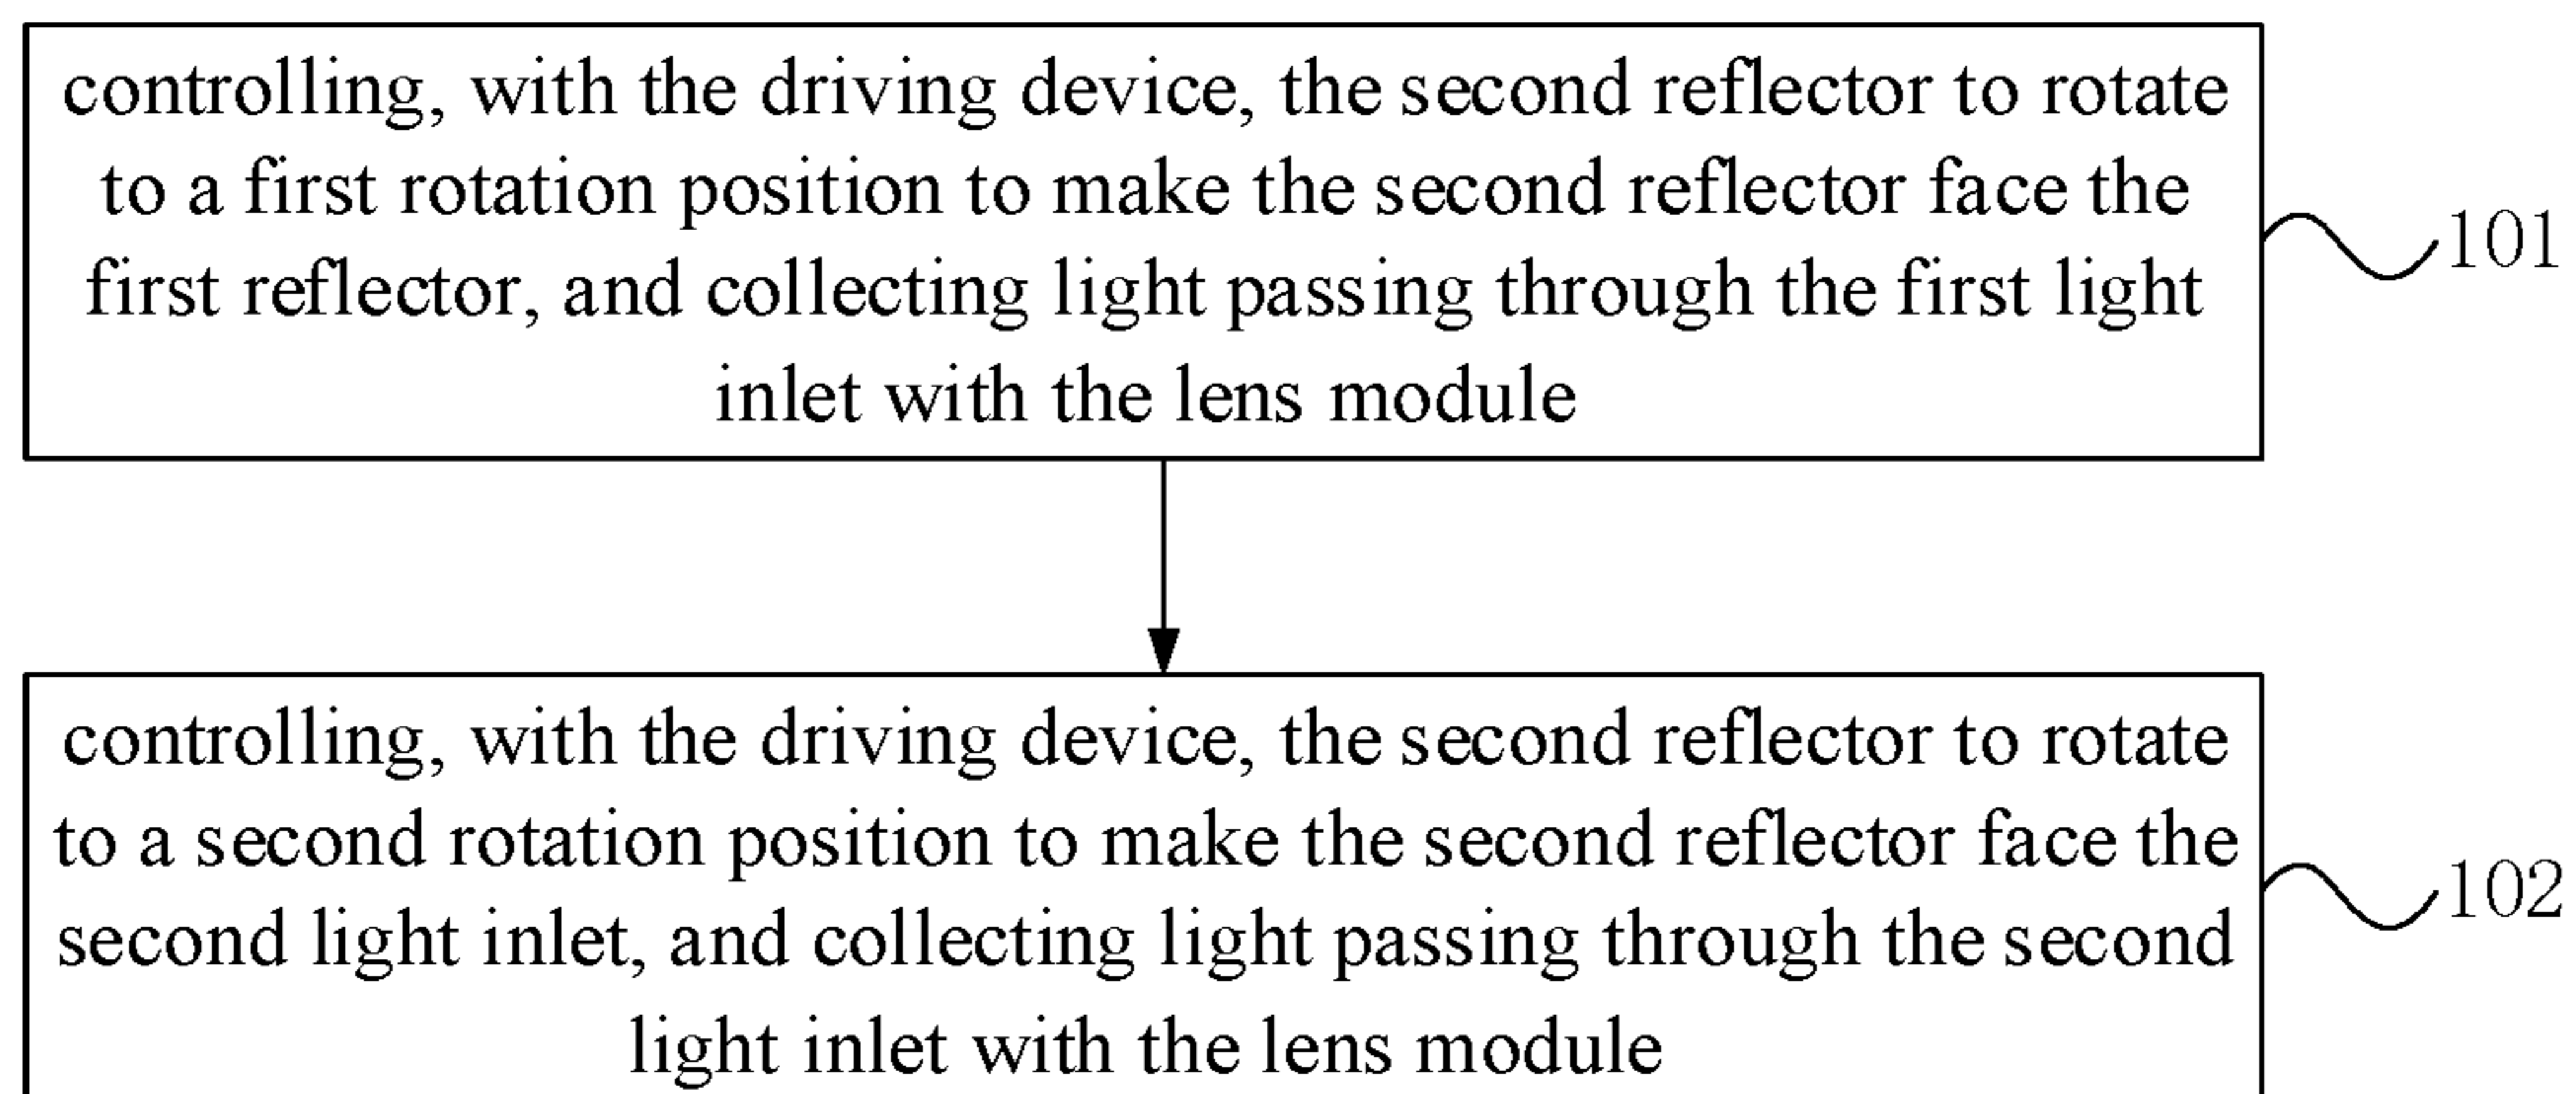 controlling, with the driving device, the second reflector to rotate
to a first rotation position to make the second reflector face the
first reflector, and collecting light passing through the first light
inlet with the lens module
101
controlling, with the driving device, the second reflector to rotate
to a second rotation position to make the second reflector face the
second light inlet, and collecting light passing through the second
light inlet with the lens module
102